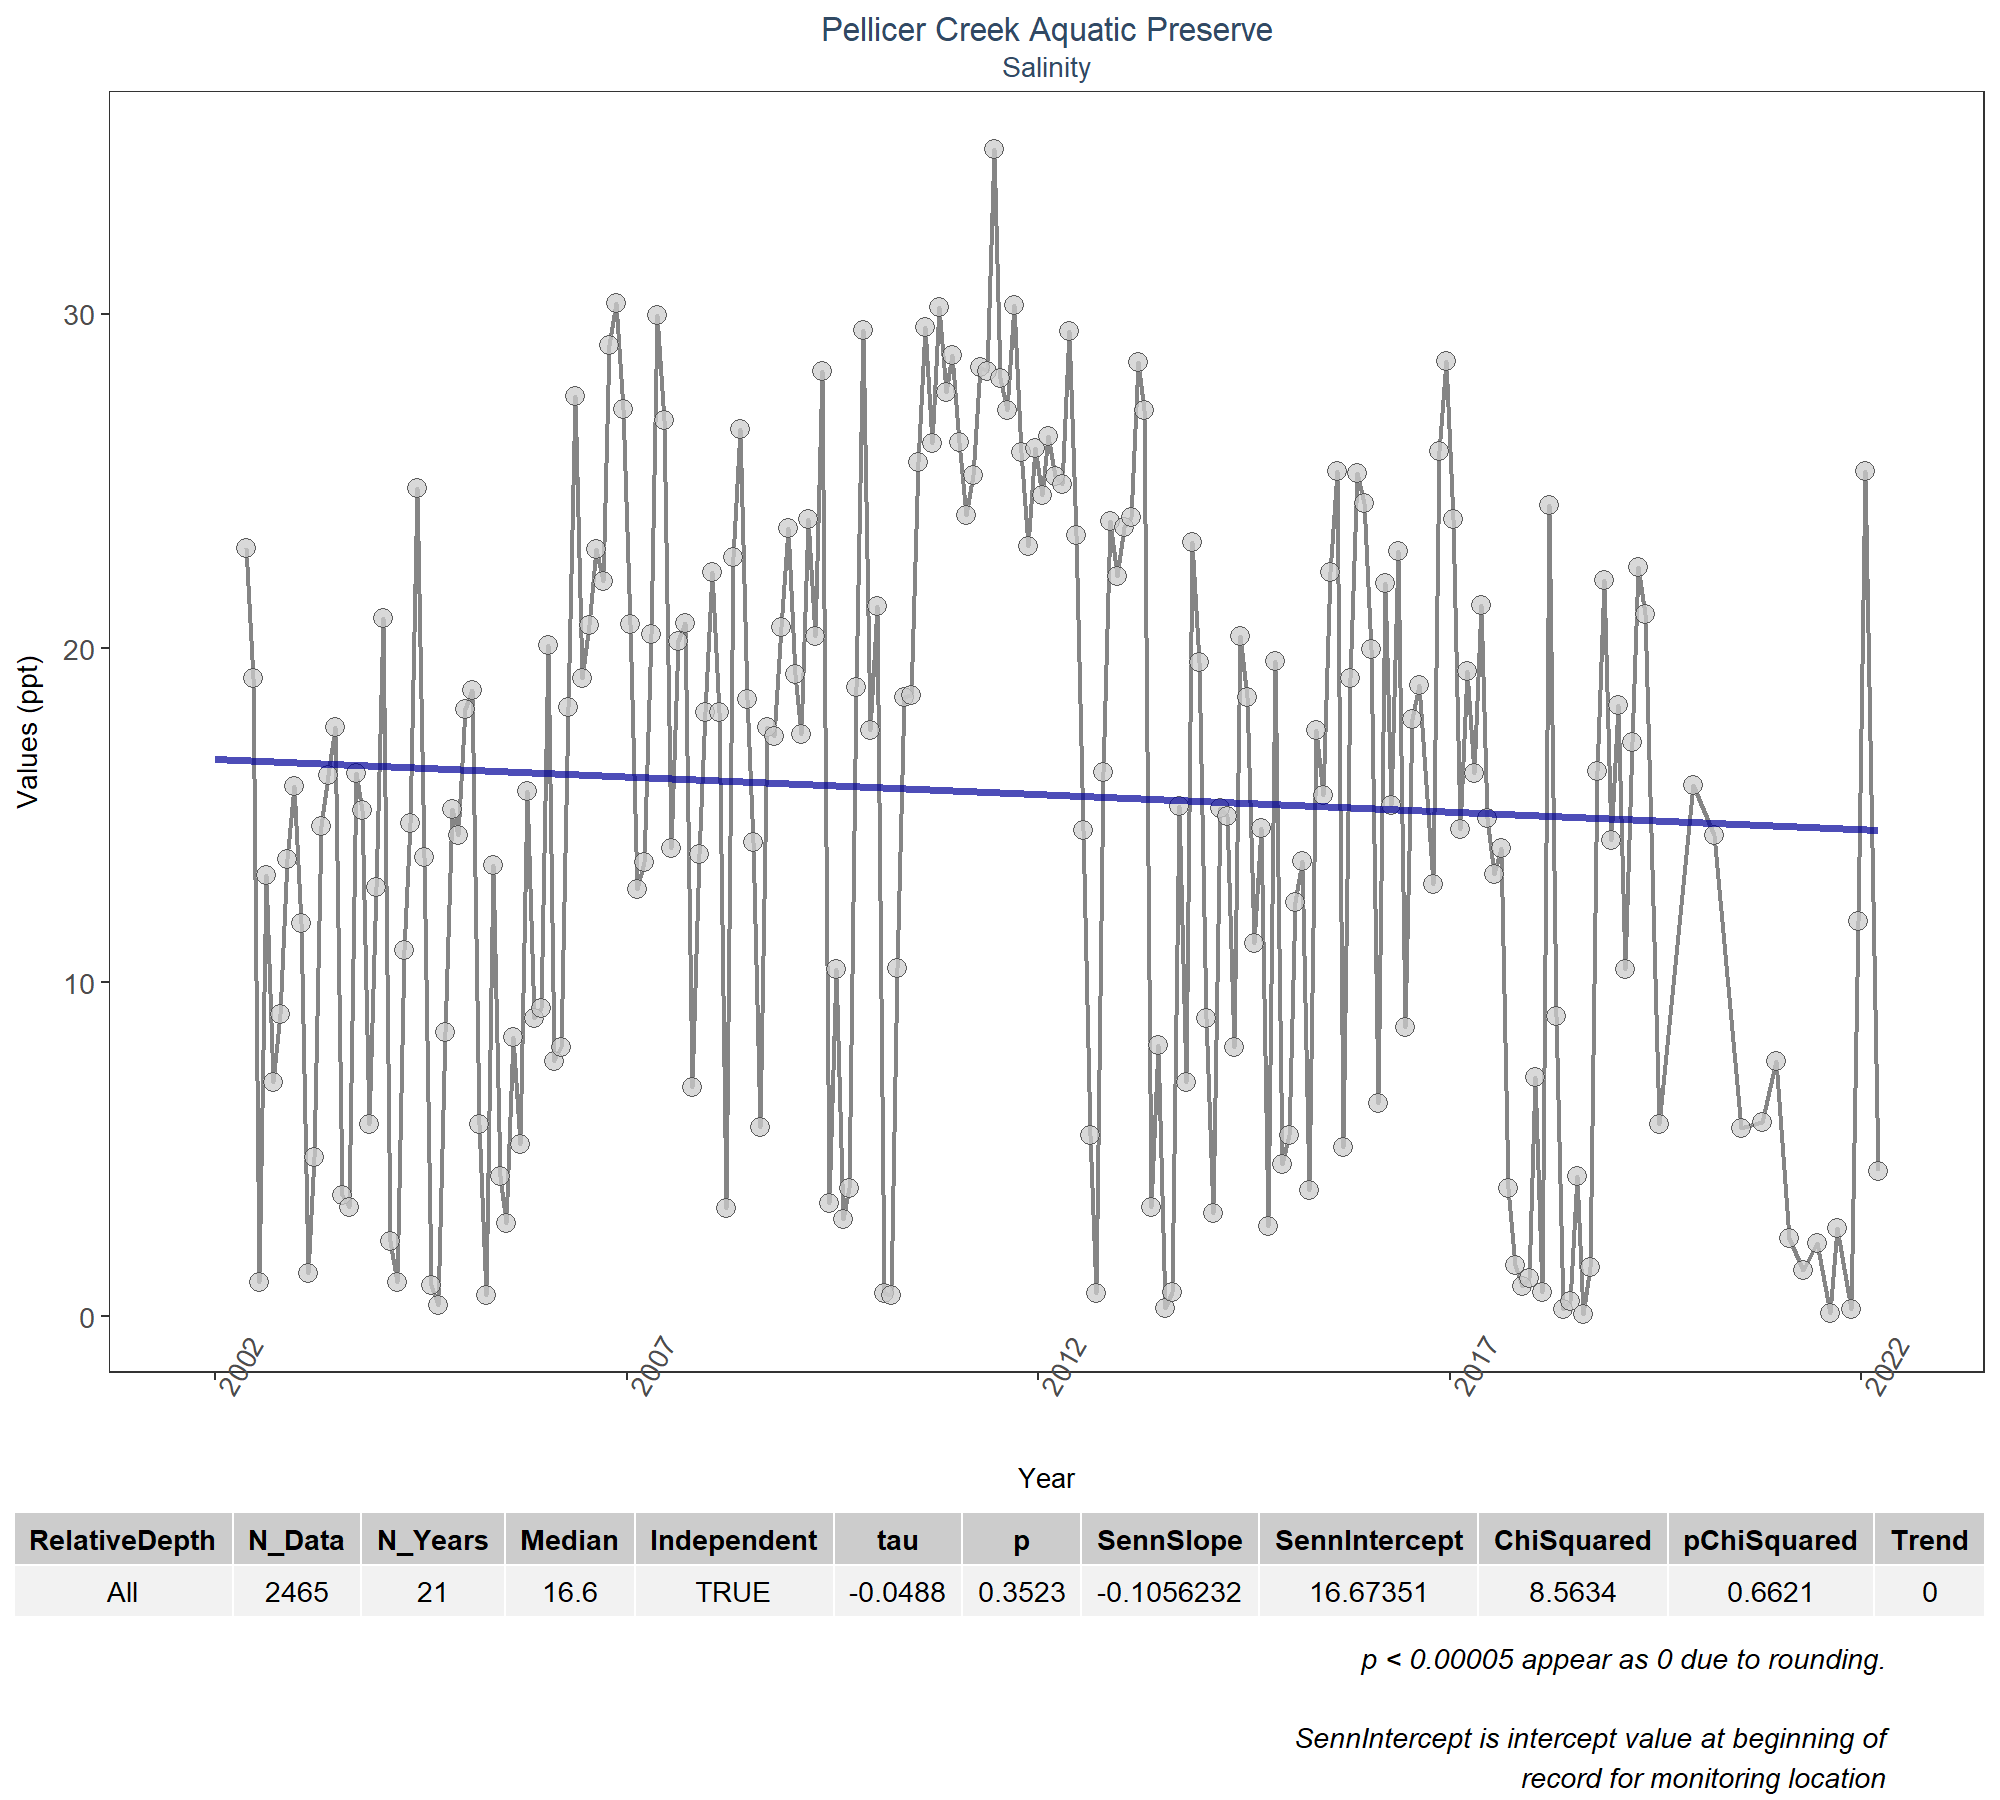 Pellicer Creek Aquatic Preserve
Salinity
Values (ppt)
30
20
10
0
2002 2007 2012 2017 2022
Year
RelativeDepth N_Data N_Years Median Independent tau p SennSlope SennIntercept ChiSquared pChiSquared Trend
All 2465 21 16.6 TRUE -0.0488 0.3523 -0.1056232 16.67351 8.5634 0.6621 0
p < 0.00005 appear as 0 due to rounding.
SennIntercept is intercept value at beginning of
record for monitoring location